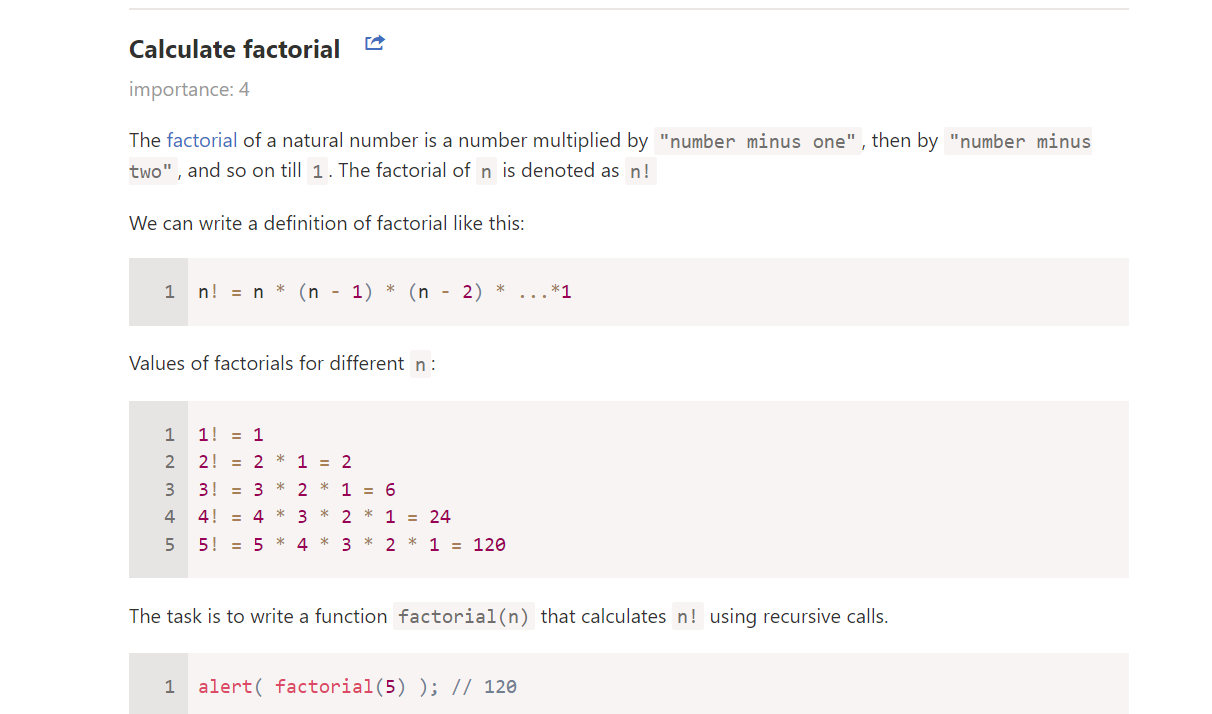 Calculate factorial
importance: 4
The factorial of a natural number is a number multiplied by "number minus one", then by "number minus
two", and so on till 1. The factorial of n is denoted as n!
We can write a definition of factorial like this:
1 n! = n * (n - 1) * (n - 2) * ...*1
Values of factorials for different n:
1 1! = 1
2 2! = 2 * 1 = 2
3 3! = 3 * 2 * 1 = 6
4 4! = 4 * 3 * 2 * 1 = 24
5 5! = 5 * 4 * 3 * 2 * 1 = 120
The task is to write a function factorial(n) that calculates n! using recursive calls.
1 alert( factorial(5) ); // 120